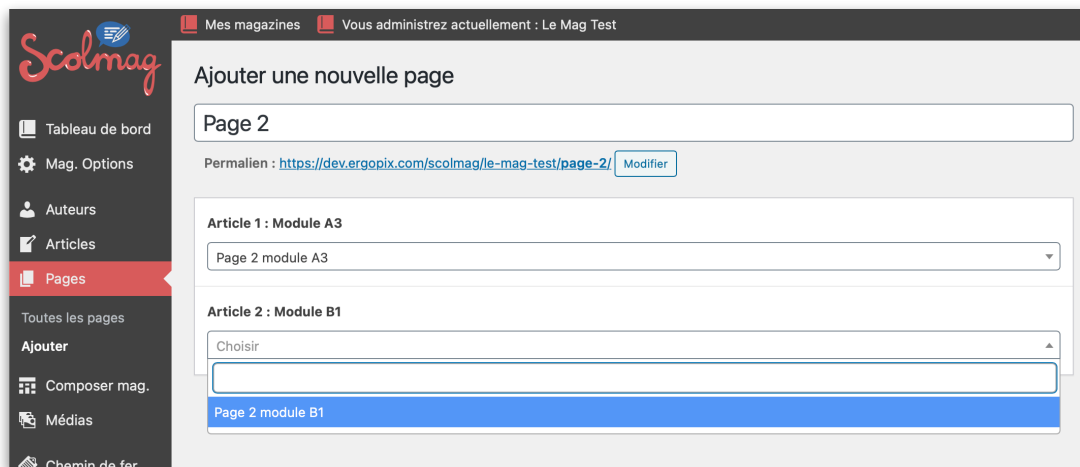 Scolmag
Mes magazines
Vous administrez actuellement : Le Mag Test
Tableau de bord
Mag. Options
Auteurs
Articles
Pages
Toutes les pages
Ajouter
Composer mag.
Médias
Chemin de fer
Ajouter une nouvelle page
Page 2
Permalien : https://dev.ergopix.com/scolmag/le-mag-test/page-2/ Modifier
Article 1 : Module A3
Page 2 module A3
Article 2 : Module B1
Choisir
Page 2 module B1